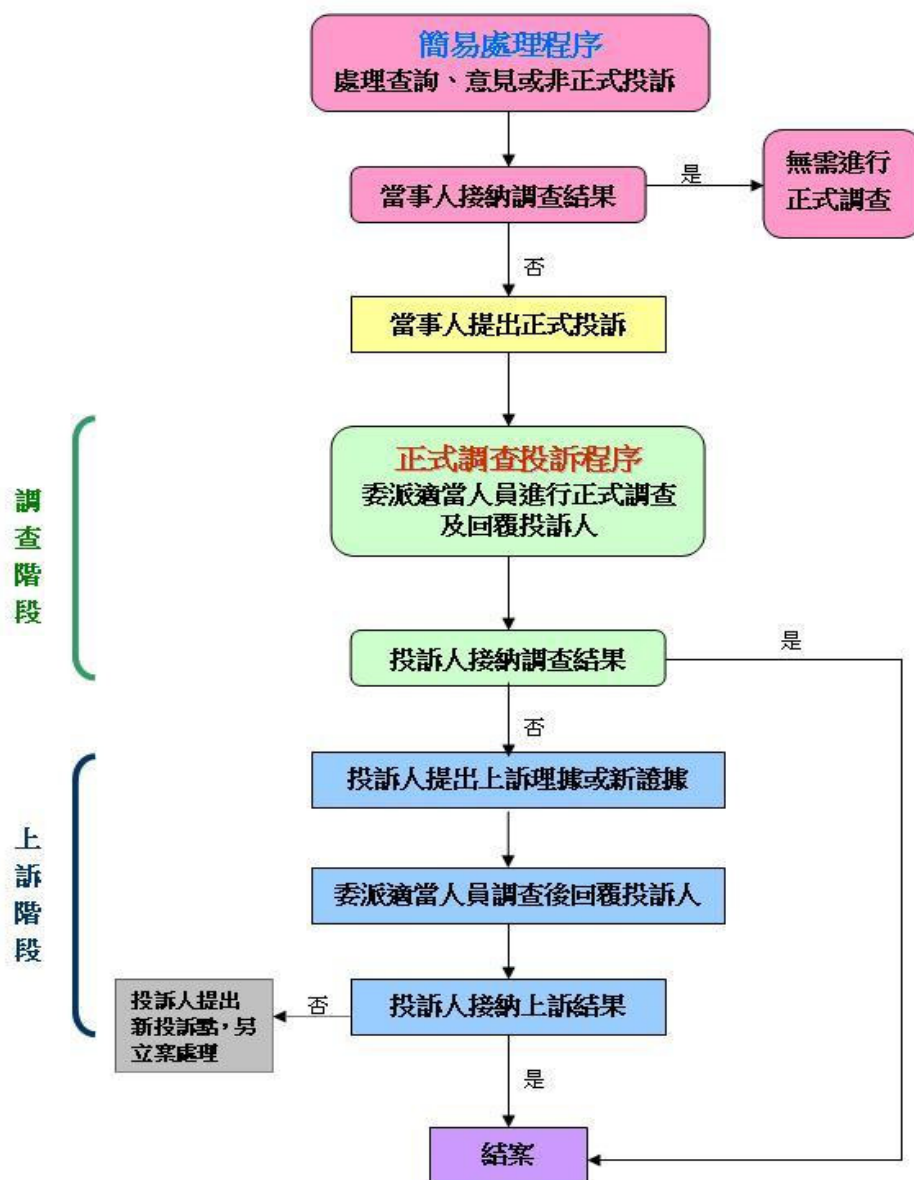 簡易處理程序
處理查詢、意見或非正式投訴
當事人接納調查結果
是
無需進行
正式調查
否
當事人提出正式投訴
調查階段
正式調查投訴程序
委派適當人員進行正式調查
及回覆投訴人
投訴人接納調查結果
是
否
上訴階段
投訴人提出上訴理據或新證據
委派適當人員調查後回覆投訴人
投訴人接納上訴結果
否
投訴人提出
新投訴點，另
立案處理
是
結案